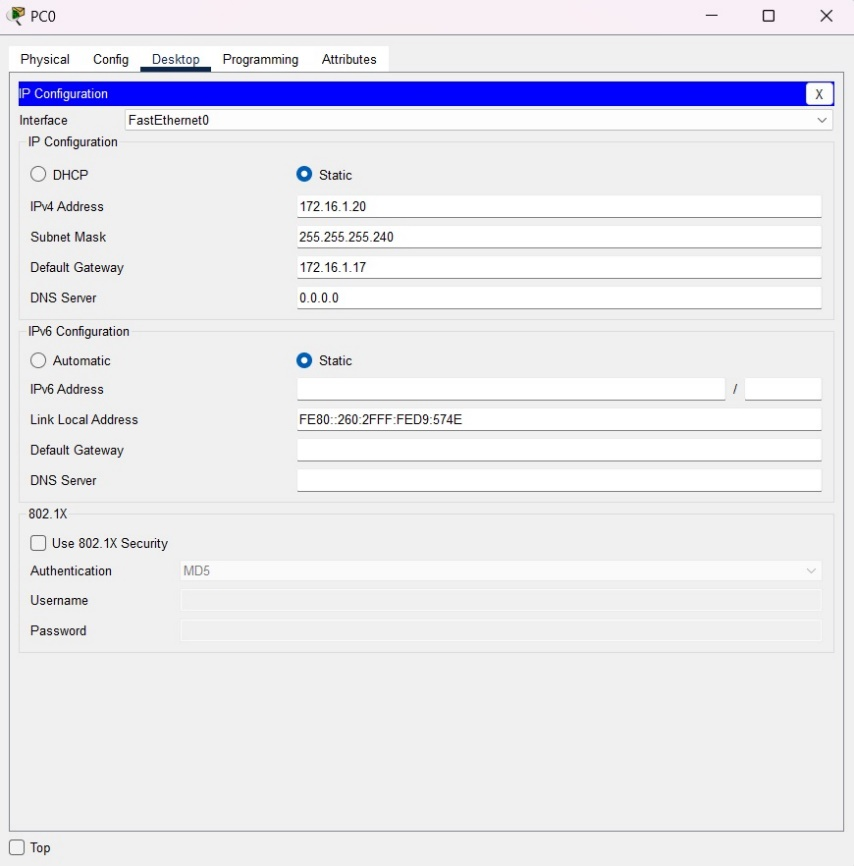 PC0
Physical Config Desktop Programming Attributes
IP Configuration X
Interface FastEthernet0
IP Configuration
DHCP Static
IPv4 Address 172.16.1.20
Subnet Mask 255.255.255.240
Default Gateway 172.16.1.17
DNS Server 0.0.0.0
IPv6 Configuration
Automatic Static
IPv6 Address /
Link Local Address FE80::260:2FFF:FED9:574E
Default Gateway
DNS Server
802.1X
Use 802.1X Security
Authentication MD5
Username
Password
Top